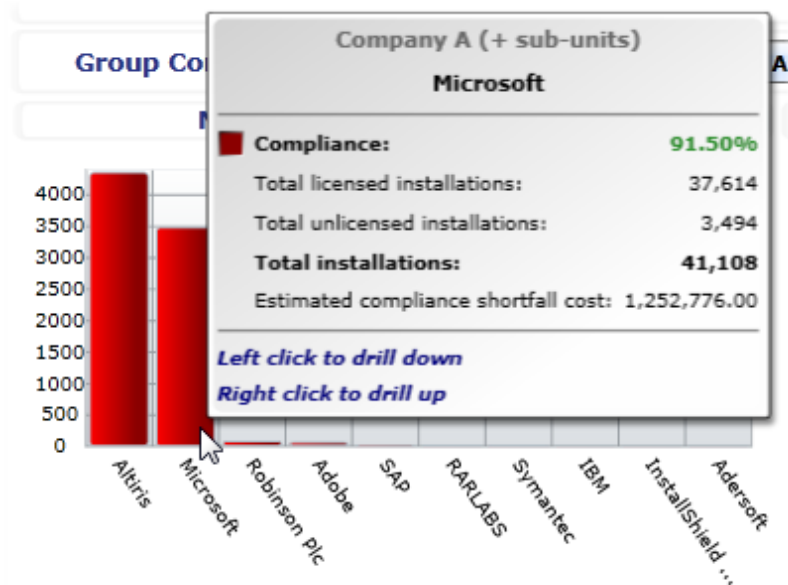 Group Co
Company A (+ sub-units)
Microsoft
Compliance: 91.50%
Total licensed installations: 37,614
Total unlicensed installations: 3,494
Total installations: 41,108
Estimated compliance shortfall cost: 1,252,776.00
Left click to drill down
Right click to drill up
4000
3500
3000
2500
2000
1500
1000
500
0
Altiris
Microsoft
Robinson Plc
Adobe
SAP
RARLABS
Symantec
IBM
InstallShield ...
Adersoft